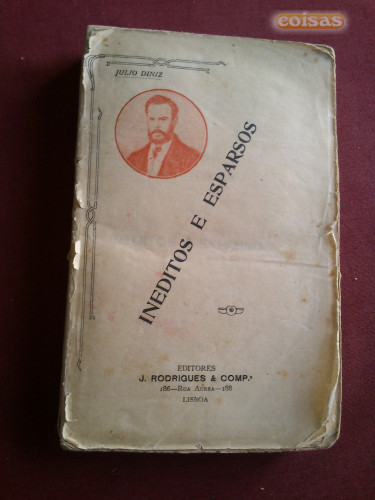 coisas
JULIO DINIZ
INEDITOS E ESPARSOS
EDITORES
J. RODRIGUES & COMP.ª
186—RUA AUREA—188
LISBOA